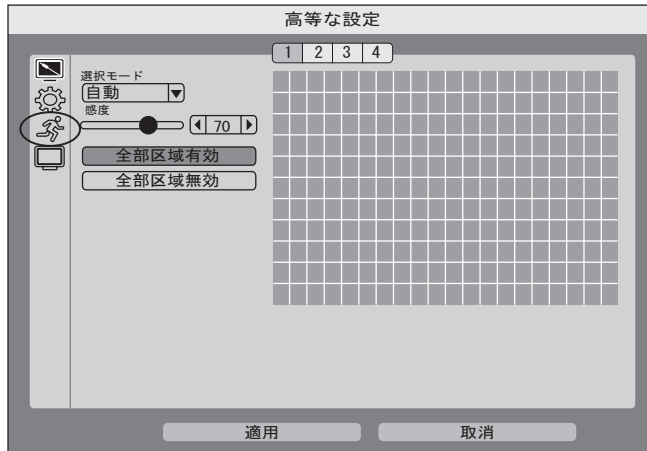 高等な設定
1 2 3 4
選択モード
自動
感度
70
全部区域有効
全部区域無効
適用
取消